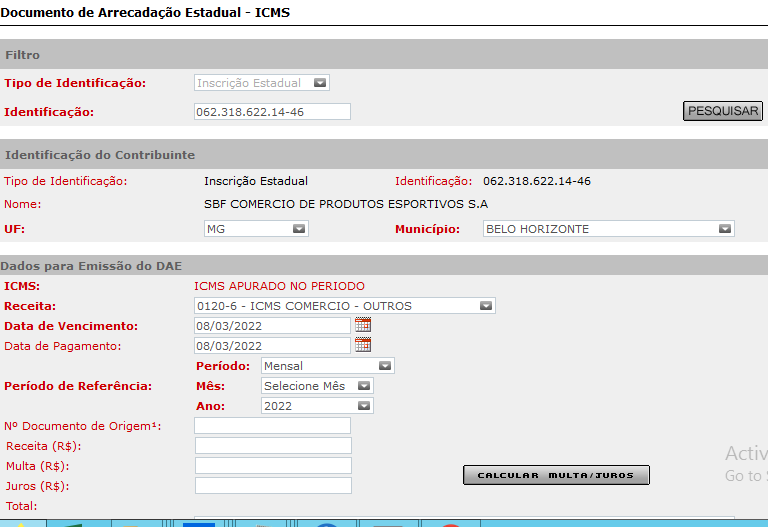 Documento de Arrecadação Estadual - ICMS
Filtro
Tipo de Identificação: Inscrição Estadual
Identificação: 062.318.622.14-46 PESQUISAR
Identificação do Contribuinte
Tipo de Identificação: Inscrição Estadual Identificação: 062.318.622.14-46
Nome: SBF COMERCIO DE PRODUTOS ESPORTIVOS S.A
UF: MG Município: BELO HORIZONTE
Dados para Emissão do DAE
ICMS: ICMS APURADO NO PERIODO
Receita: 0120-6 - ICMS COMERCIO - OUTROS
Data de Vencimento: 08/03/2022
Data de Pagamento: 08/03/2022
Período: Mensal
Período de Referência: Mês: Selecione Mês
Ano: 2022
Nº Documento de Origem¹:
Receita (R$):
Multa (R$):
Juros (R$): CALCULAR MULTA/JUROS
Total:
Activ
Go to S